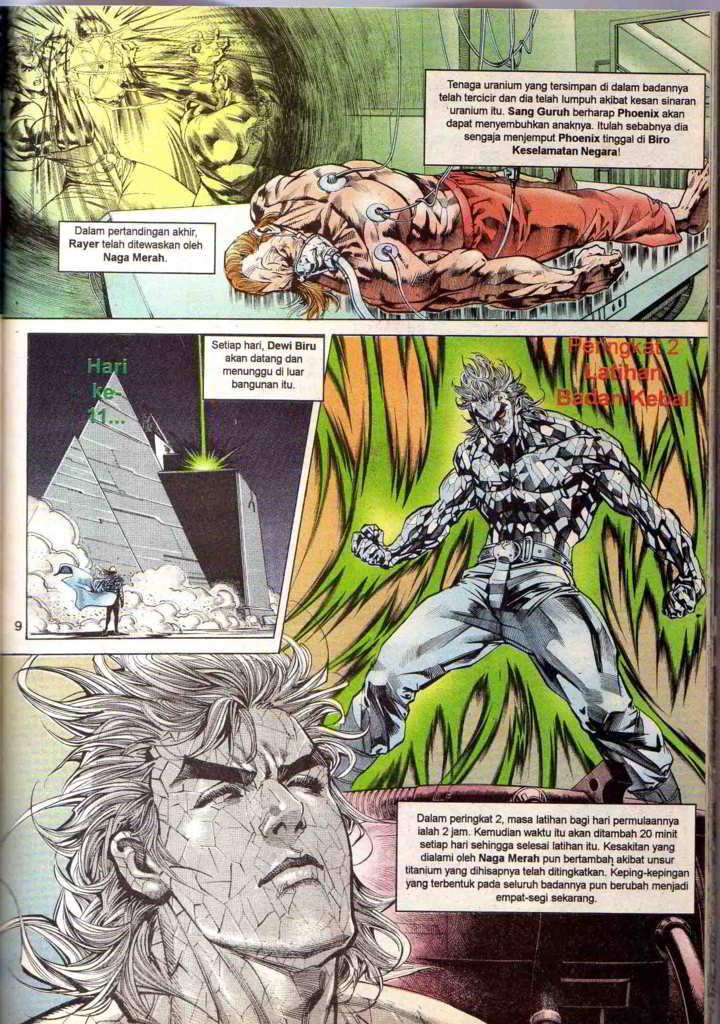 Tenaga uranium yang tersimpan di dalam badannya
telah tercicir dan dia telah lumpuh akibat kesan sinaran
uranium itu. Sang Guruh berharap Phoenix akan
dapat menyembuhkan anaknya. Itulah sebabnya dia
sengaja menjemput Phoenix tinggal di Biro
Keselamatan Negara!
Dalam pertandingan akhir,
Rayer telah ditewaskan oleh
Naga Merah.
Hari
ke-
11...
Setiap hari, Dewi Biru
akan datang dan
menunggu di luar
bangunan itu.
Peringkat 2
Latihan
Badan Kebal
9
Dalam peringkat 2, masa latihan bagi hari permulaannya
ialah 2 jam. Kemudian waktu itu akan ditambah 20 minit
setiap hari sehingga selesai latihan itu. Kesakitan yang
dialami oleh Naga Merah pun bertambah akibat unsur
titanium yang dihisapnya telah ditingkatkan. Keping-kepingan
yang terbentuk pada seluruh badannya pun berubah menjadi
empat-segi sekarang.